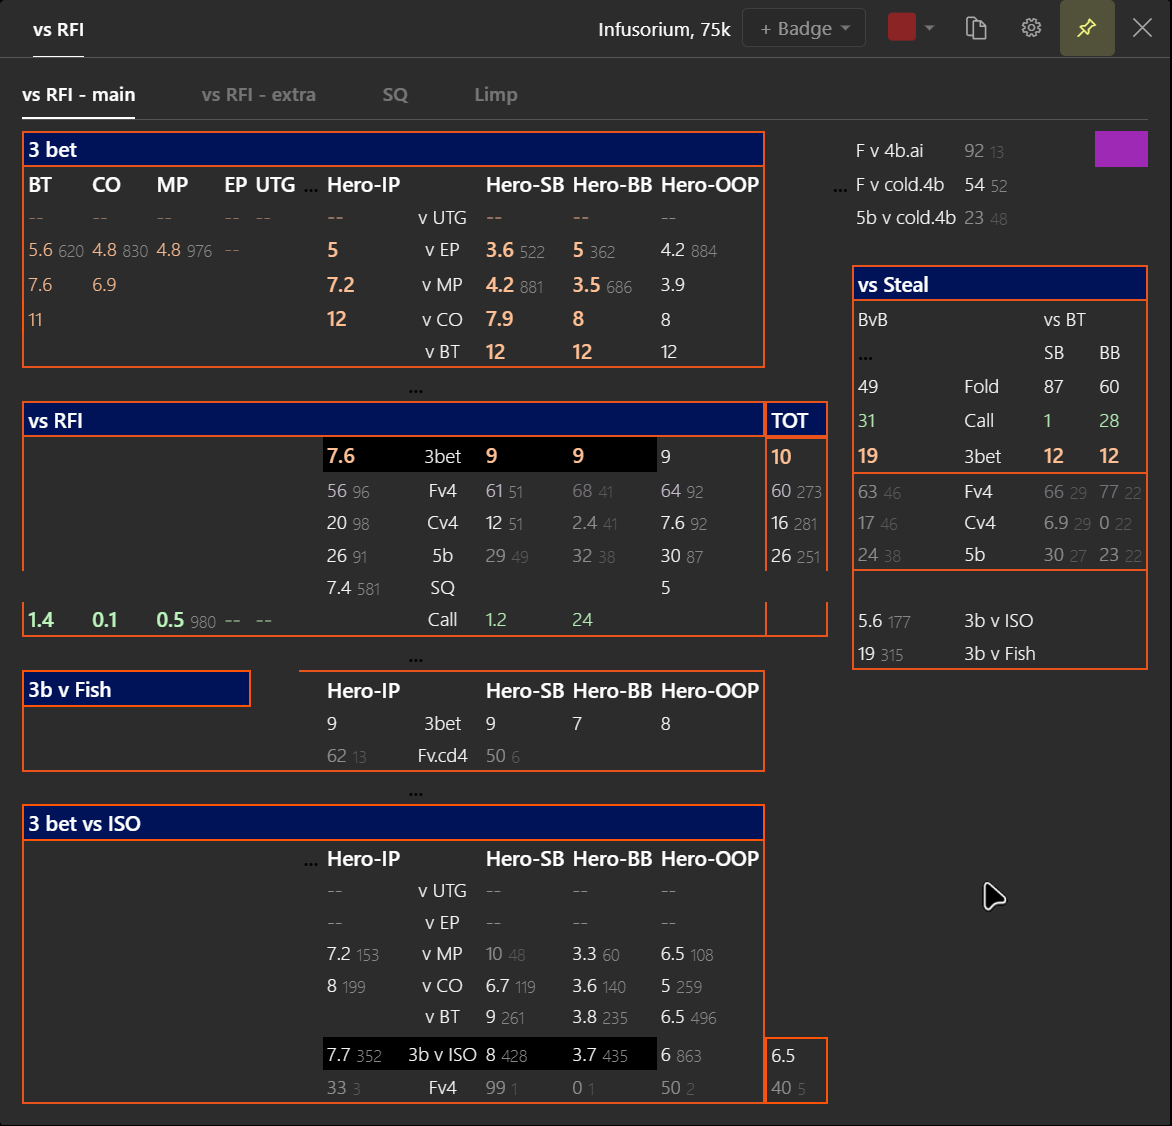 vs RFI Infusorium, 75k + Badge
vs RFI - main vs RFI - extra SQ Limp
3 bet
BT CO MP EP UTG ... Hero-IP Hero-SB Hero-BB Hero-OOP
-- -- -- -- -- -- v UTG -- -- --
5.6 620 4.8 830 4.8 976 -- 5 v EP 3.6 522 5 362 4.2 884
7.6 6.9 7.2 v MP 4.2 881 3.5 686 3.9
11 12 v CO 7.9 8 8
v BT 12 12 12
...
vs RFI TOT
7.6 3bet 9 9 9 10
56 96 Fv4 61 51 68 41 64 92 60 273
20 98 Cv4 12 51 2.4 41 7.6 92 16 281
26 91 5b 29 49 32 38 30 87 26 251
7.4 581 SQ 5
1.4 0.1 0.5 980 -- -- Call 1.2 24
...
3b v Fish Hero-IP Hero-SB Hero-BB Hero-OOP
9 3bet 9 7 8
62 13 Fv.cd4 50 6
...
3 bet vs ISO
... Hero-IP Hero-SB Hero-BB Hero-OOP
-- v UTG -- -- --
-- v EP -- -- --
7.2 153 v MP 10 48 3.3 60 6.5 108
8 199 v CO 6.7 119 3.6 140 5 259
v BT 9 261 3.8 235 6.5 496
7.7 352 3b v ISO 8 428 3.7 435 6 863 6.5
33 3 Fv4 99 1 0 1 50 2 40 5
F v 4b.ai 92 13
... F v cold.4b 54 52
5b v cold.4b 23 48
vs Steal
BvB vs BT
... SB BB
49 Fold 87 60
31 Call 1 28
19 3bet 12 12
63 46 Fv4 66 29 77 22
17 46 Cv4 6.9 29 0 22
24 38 5b 30 27 23 22
5.6 177 3b v ISO
19 315 3b v Fish